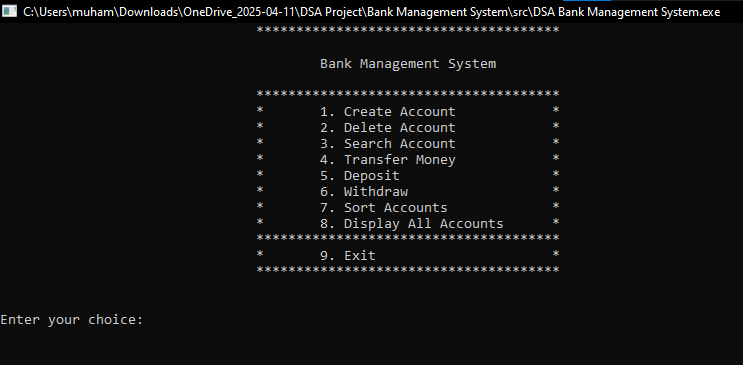 C:\Users\muham\Downloads\OneDrive_2025-04-11\DSA Project\Bank Management System\src\DSA Bank Management System.exe
**************************************
Bank Management System
**************************************
* 1. Create Account *
* 2. Delete Account *
* 3. Search Account *
* 4. Transfer Money *
* 5. Deposit *
* 6. Withdraw *
* 7. Sort Accounts *
* 8. Display All Accounts *
**************************************
* 9. Exit *
**************************************
Enter your choice: